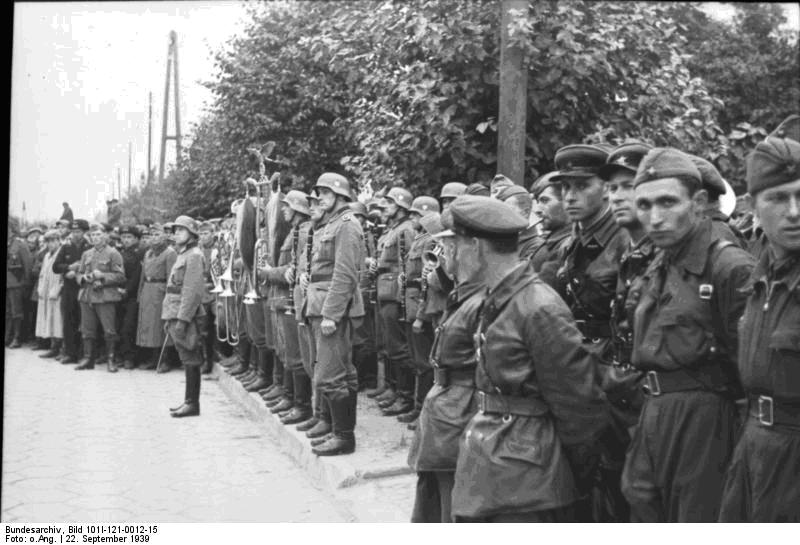 Bundesarchiv, Bild 101I-121-0012-15
Foto: o.Ang. | 22. September 1939